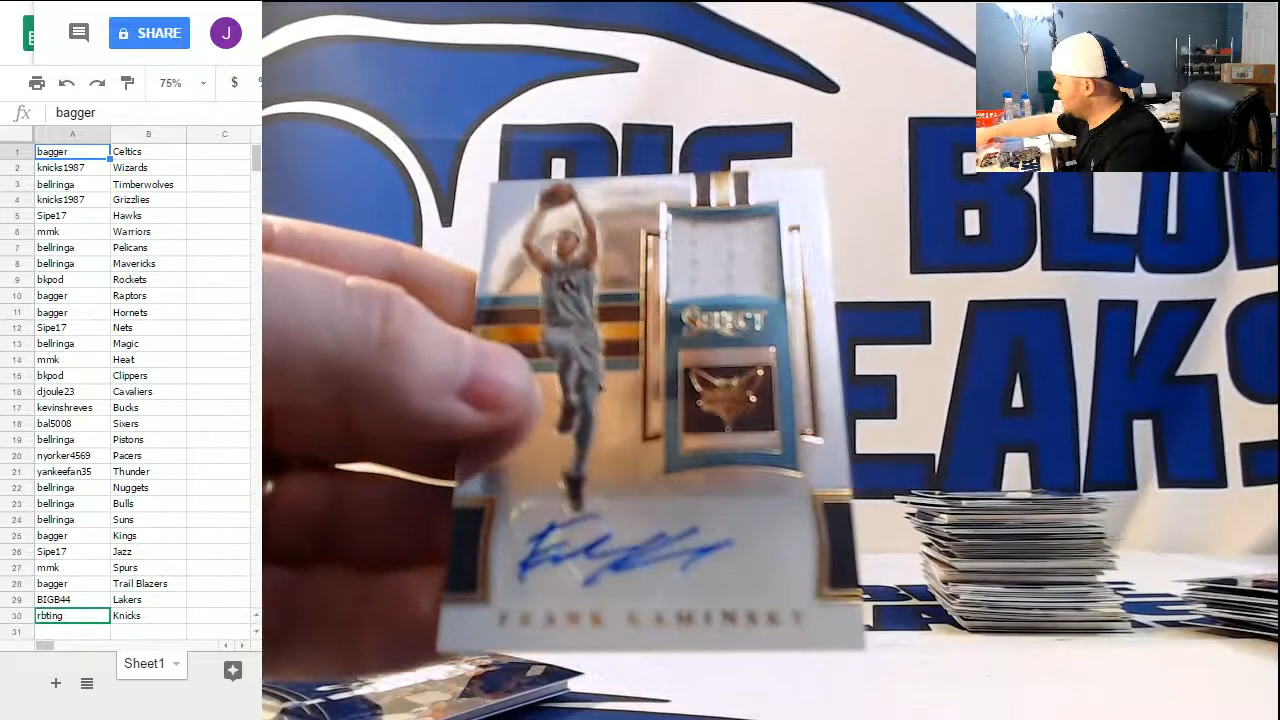 SHARE
J
75%
$
fx bagger
A B C
1 bagger Celtics
2 knicks1987 Wizards
3 bellringa Timberwolves
4 knicks1987 Grizzlies
5 Sipe17 Hawks
6 mmk Warriors
7 bellringa Pelicans
8 bellringa Mavericks
9 bkpod Rockets
10 bagger Raptors
11 bagger Hornets
12 Sipe17 Nets
13 bellringa Magic
14 mmk Heat
15 bkpod Clippers
16 djoule23 Cavaliers
17 kevinshreves Bucks
18 bal5008 Sixers
19 bellringa Pistons
20 nyorker4569 Pacers
21 yankeefan35 Thunder
22 bellringa Nuggets
23 bellringa Bulls
24 bellringa Suns
25 bagger Kings
26 Sipe17 Jazz
27 mmk Spurs
28 bagger Trail Blazers
29 BIGB44 Lakers
30 rbting Knicks
31
Sheet1
BIG BLU
EAKS
SELECT
FRANK KAMINSKY